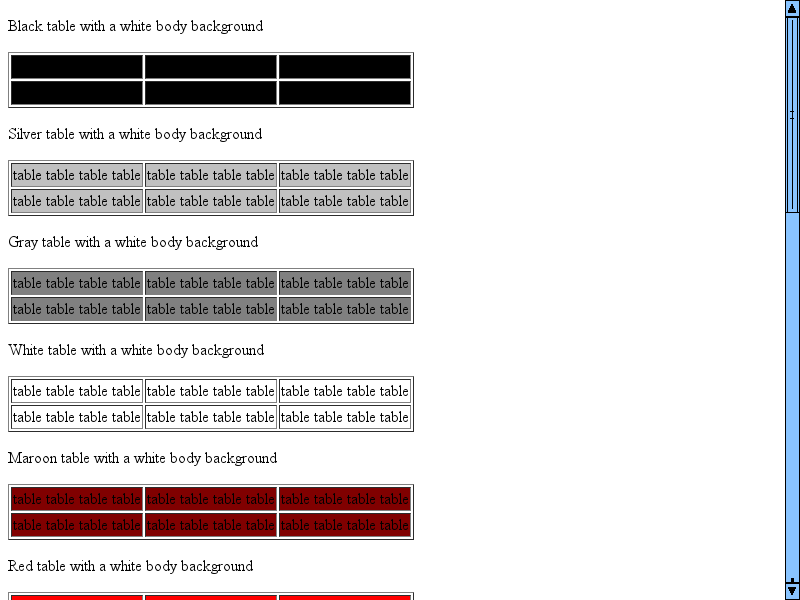 Black table with a white body background
Silver table with a white body background
table table table table table table table table table table table table
table table table table table table table table table table table table
Gray table with a white body background
table table table table table table table table table table table table
table table table table table table table table table table table table
White table with a white body background
table table table table table table table table table table table table
table table table table table table table table table table table table
Maroon table with a white body background
table table table table table table table table table table table table
table table table table table table table table table table table table
Red table with a white body background